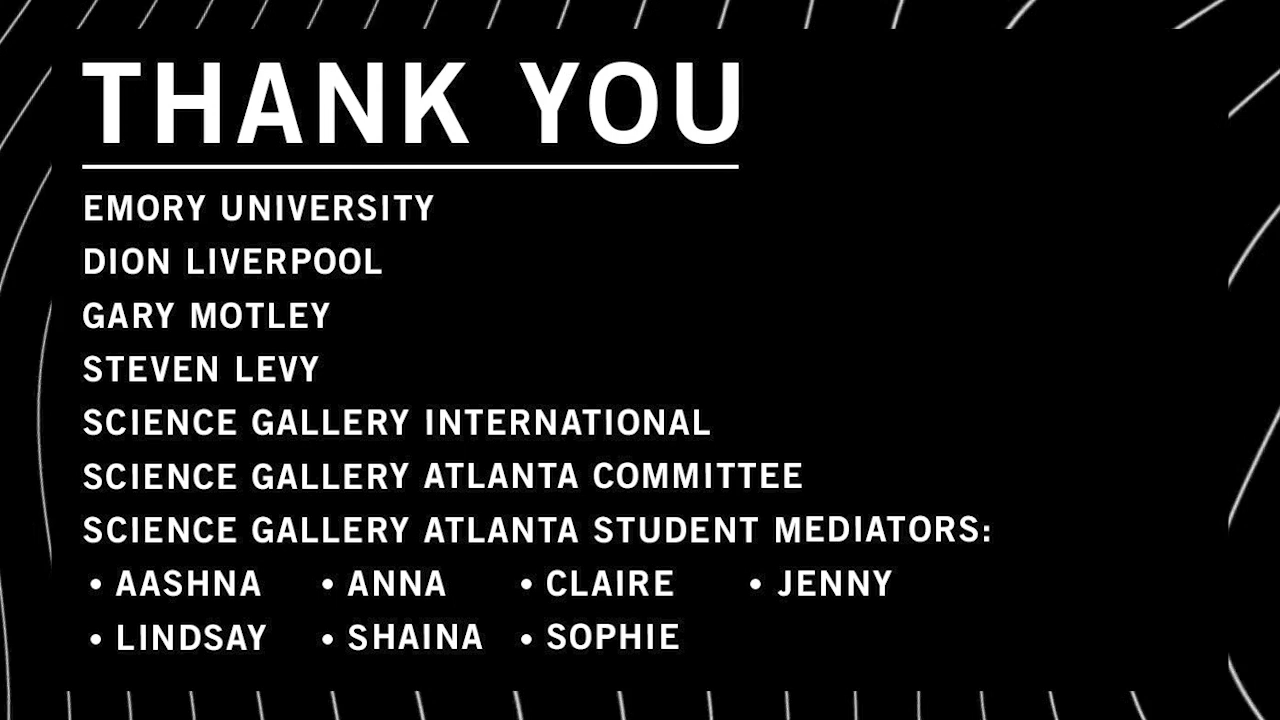 THANK YOU
EMORY UNIVERSITY
DION LIVERPOOL
GARY MOTLEY
STEVEN LEVY
SCIENCE GALLERY INTERNATIONAL
SCIENCE GALLERY ATLANTA COMMITTEE
SCIENCE GALLERY ATLANTA STUDENT MEDIATORS:
• AASHNA • ANNA • CLAIRE • JENNY
• LINDSAY • SHAINA • SOPHIE